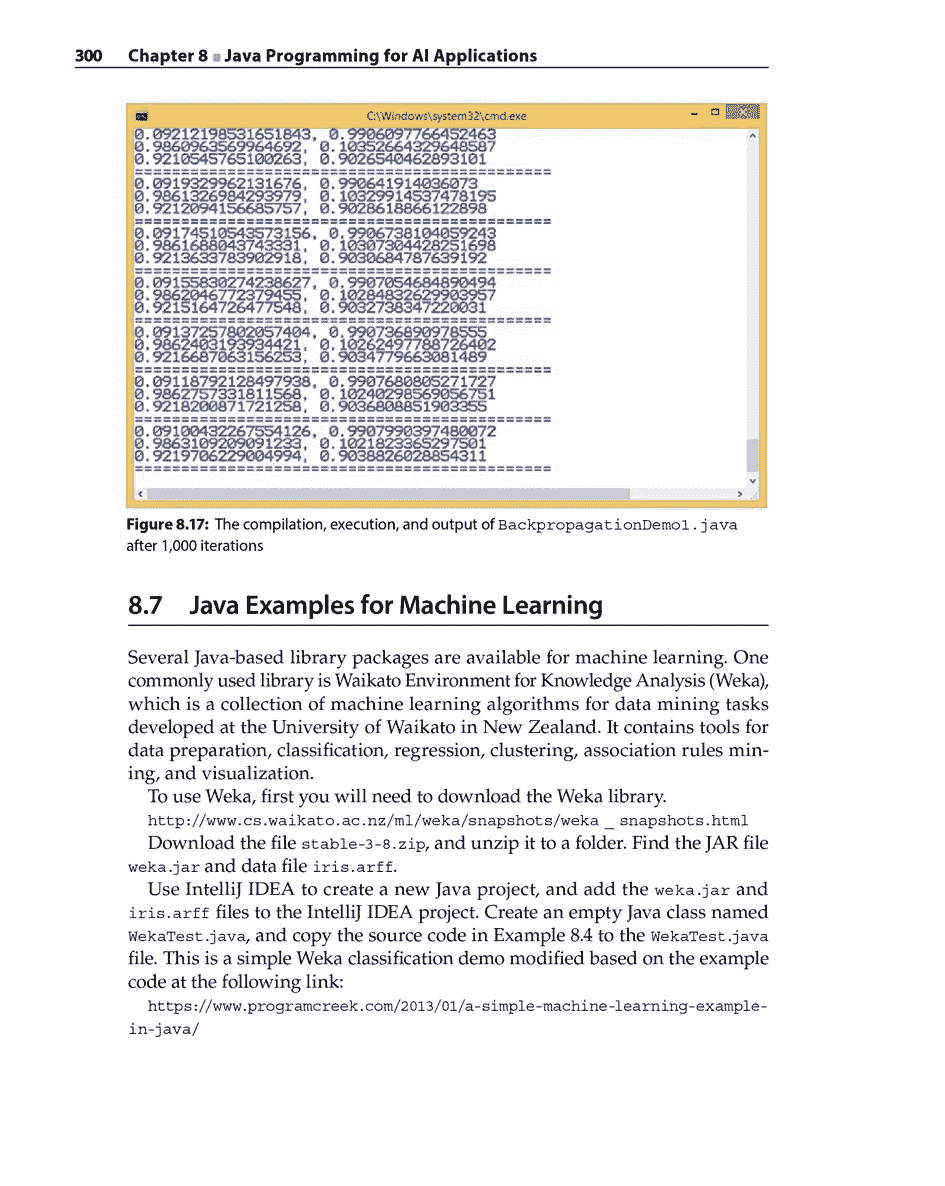 300 Chapter 8 ■ Java Programming for AI Applications
C:\Windows\system32\cmd.exe
0.09212198531651843, 0.9906097766452463
0.9860963569964692, 0.10352664329648587
0.9210545765100263, 0.9026540462893101
=============================================
0.0919329962131676, 0.990641914036073
0.9861326984293979, 0.10329914537478195
0.9212094156685757, 0.9028618866122898
=============================================
0.09174510543573156, 0.9906738104059243
0.9861688043743331, 0.10307304428251698
0.9213633783902918, 0.9030684787639192
=============================================
0.09155830274238627, 0.9907054684890494
0.9862046772379455, 0.10284832629903957
0.9215164726477548, 0.9032738347220031
=============================================
0.09137257802057404, 0.990736890978555
0.9862403193934421, 0.10262497788726402
0.9216687063156253, 0.9034779663081489
=============================================
0.09118792128497938, 0.9907680805271727
0.9862757331811568, 0.10240298569056751
0.9218200871721258, 0.9036808851903355
=============================================
0.09100432267554126, 0.9907990397480072
0.9863109209091233, 0.1021823365297501
0.9219706229004994, 0.9038826028854311
=============================================
Figure 8.17: The compilation, execution, and output of BackpropagationDemo1.java
after 1,000 iterations
8.7 Java Examples for Machine Learning
Several Java-based library packages are available for machine learning. One
commonly used library is Waikato Environment for Knowledge Analysis (Weka),
which is a collection of machine learning algorithms for data mining tasks
developed at the University of Waikato in New Zealand. It contains tools for
data preparation, classification, regression, clustering, association rules min-
ing, and visualization.
To use Weka, first you will need to download the Weka library.
http://www.cs.waikato.ac.nz/ml/weka/snapshots/weka _ snapshots.html
Download the file stable-3-8.zip, and unzip it to a folder. Find the JAR file
weka.jar and data file iris.arff.
Use IntelliJ IDEA to create a new Java project, and add the weka.jar and
iris.arff files to the IntelliJ IDEA project. Create an empty Java class named
WekaTest.java, and copy the source code in Example 8.4 to the WekaTest.java
file. This is a simple Weka classification demo modified based on the example
code at the following link:
https://www.programcreek.com/2013/01/a-simple-machine-learning-example-
in-java/